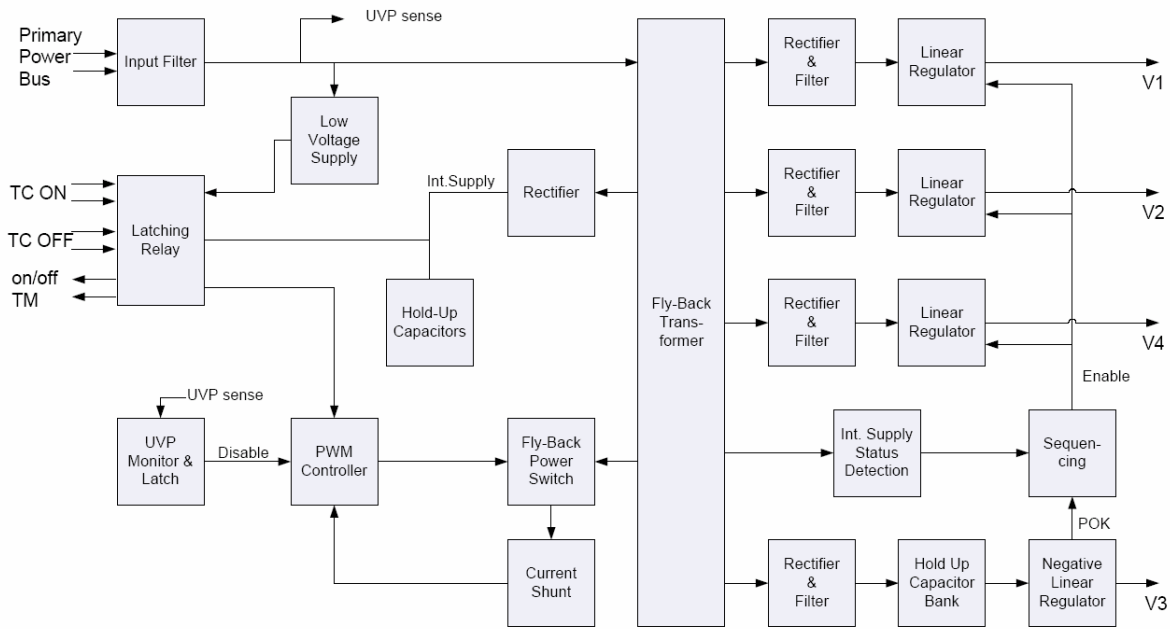 UVP sense
Primary
Power
Bus
Input Filter
Rectifier
&
Filter
Linear
Regulator
V1
Low
Voltage
Supply
TC ON
TC OFF
on/off
TM
Latching
Relay
Int.Supply
Rectifier
Rectifier
&
Filter
Linear
Regulator
V2
Hold-Up
Capacitors
Fly-Back
Trans-
former
Rectifier
&
Filter
Linear
Regulator
V4
Enable
UVP sense
UVP
Monitor &
Latch
Disable
PWM
Controller
Fly-Back
Power
Switch
Int. Supply
Status
Detection
Sequen-
cing
POK
Current
Shunt
Rectifier
&
Filter
Hold Up
Capacitor
Bank
Negative
Linear
Regulator
V3